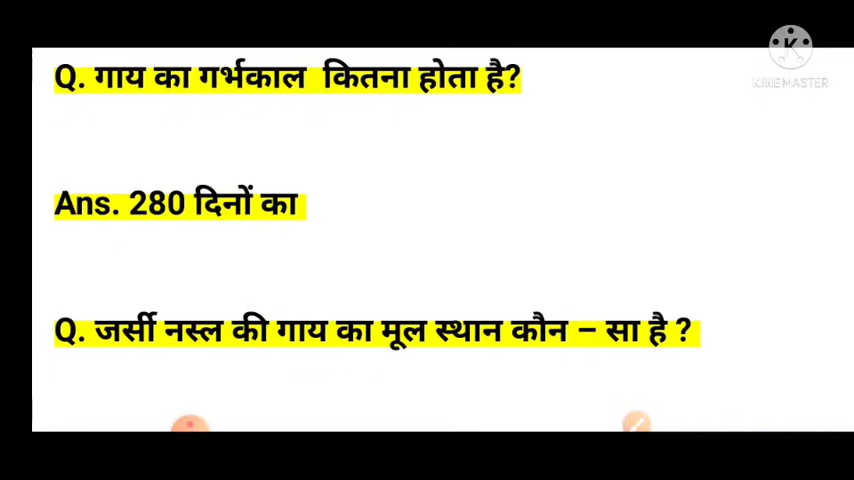 KINEMASTER
Q. गाय का गर्भकाल कितना होता है?
Ans. 280 दिनों का
Q. जर्सी नस्ल की गाय का मूल स्थान कौन – सा है ?